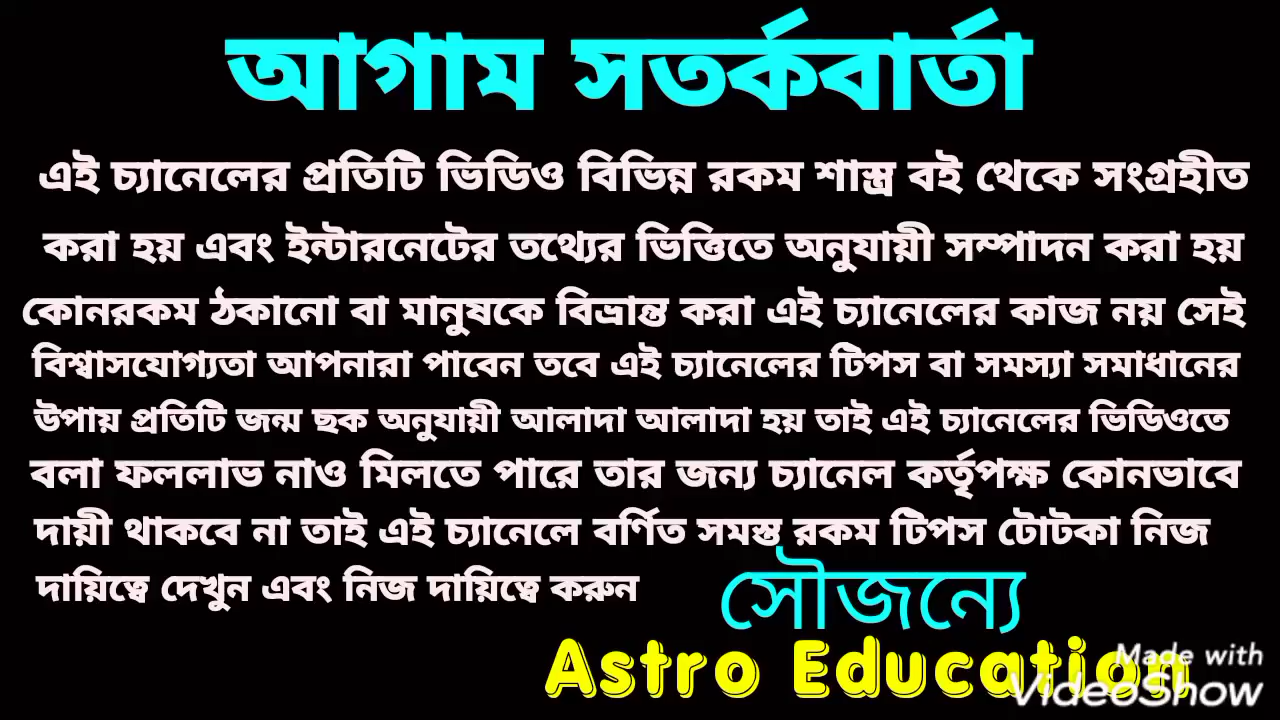 আগাম সতর্কবার্তা
এই চ্যানেলের প্রতিটি ভিডিও বিভিন্ন রকম শাস্ত্র বই থেকে সংগ্রহীত
করা হয় এবং ইন্টারনেটের তথ্যের ভিত্তিতে অনুযায়ী সম্পাদন করা হয়
কোনরকম ঠকানো বা মানুষকে বিভ্রান্ত করা এই চ্যানেলের কাজ নয় সেই
বিশ্বাসযোগ্যতা আপনারা পাবেন তবে এই চ্যানেলের টিপস বা সমস্যা সমাধানের
উপায় প্রতিটি জন্ম ছক অনুযায়ী আলাদা আলাদা হয় তাই এই চ্যানেলের ভিডিওতে
বলা ফললাভ নাও মিলতে পারে তার জন্য চ্যানেল কর্তৃপক্ষ কোনভাবে
দায়ী থাকবে না তাই এই চ্যানেলে বর্ণিত সমস্ত রকম টিপস টোটকা নিজ
দায়িত্বে দেখুন এবং নিজ দায়িত্বে করুন
সৌজন্যে
Astro Education
Made with
VideoShow